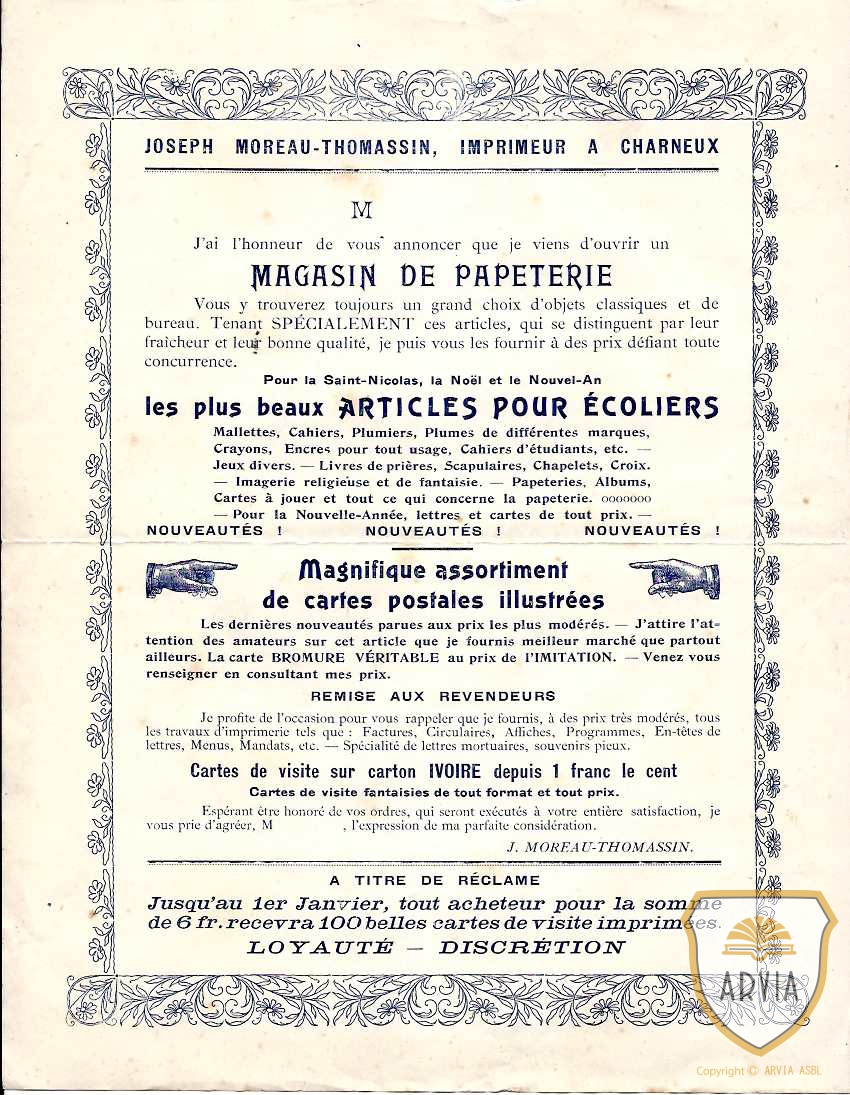 JOSEPH MOREAU-THOMASSIN, IMPRIMEUR A CHARNEUX
M
J'ai l'honneur de vous annoncer que je viens d'ouvrir un
MAGASIN DE PAPETERIE
Vous y trouverez toujours un grand choix d'objets classiques et de
bureau. Tenant SPÉCIALEMENT ces articles, qui se distinguent par leur
fraîcheur et leur bonne qualité, je puis vous les fournir à des prix défiant toute
concurrence.
Pour la Saint-Nicolas, la Noël et le Nouvel-An
les plus beaux ARTICLES POUR ÉCOLIERS
Mallettes, Cahiers, Plumiers, Plumes de différentes marques,
Crayons, Encres pour tout usage, Cahiers d'étudiants, etc. —
Jeux divers. — Livres de prières, Scapulaires, Chapelets, Croix.
— Imagerie religieuse et de fantaisie. — Papeteries, Albums,
Cartes à jouer et tout ce qui concerne la papeterie. ooooooo
— Pour la Nouvelle-Année, lettres et cartes de tout prix. —
NOUVEAUTÉS ! NOUVEAUTÉS ! NOUVEAUTÉS !
Magnifique assortiment
de cartes postales illustrées
Les dernières nouveautés parues aux prix les plus modérés. — J'attire l'at-
tention des amateurs sur cet article que je fournis meilleur marché que partout
ailleurs. La carte BROMURE VÉRITABLE au prix de l'IMITATION. — Venez vous
renseigner en consultant mes prix.
REMISE AUX REVENDEURS
Je profite de l'occasion pour vous rappeler que je fournis, à des prix très modérés, tous
les travaux d'imprimerie tels que : Factures, Circulaires, Affiches, Programmes, En-têtes de
lettres, Menus, Mandats, etc. — Spécialité de lettres mortuaires, souvenirs pieux.
Cartes de visite sur carton IVOIRE depuis 1 franc le cent
Cartes de visite fantaisies de tout format et tout prix.
Espérant être honoré de vos ordres, qui seront exécutés à votre entière satisfaction, je
vous prie d'agréer, M , l'expression de ma parfaite considération.
J. MOREAU-THOMASSIN.
A TITRE DE RÉCLAME
Jusqu'au 1er Janvier, tout acheteur pour la somme
de 6 fr. recevra 100 belles cartes de visite imprimées.
LOYAUTÉ — DISCRÉTION
ARVIA
Copyright © ARVIA ASBL